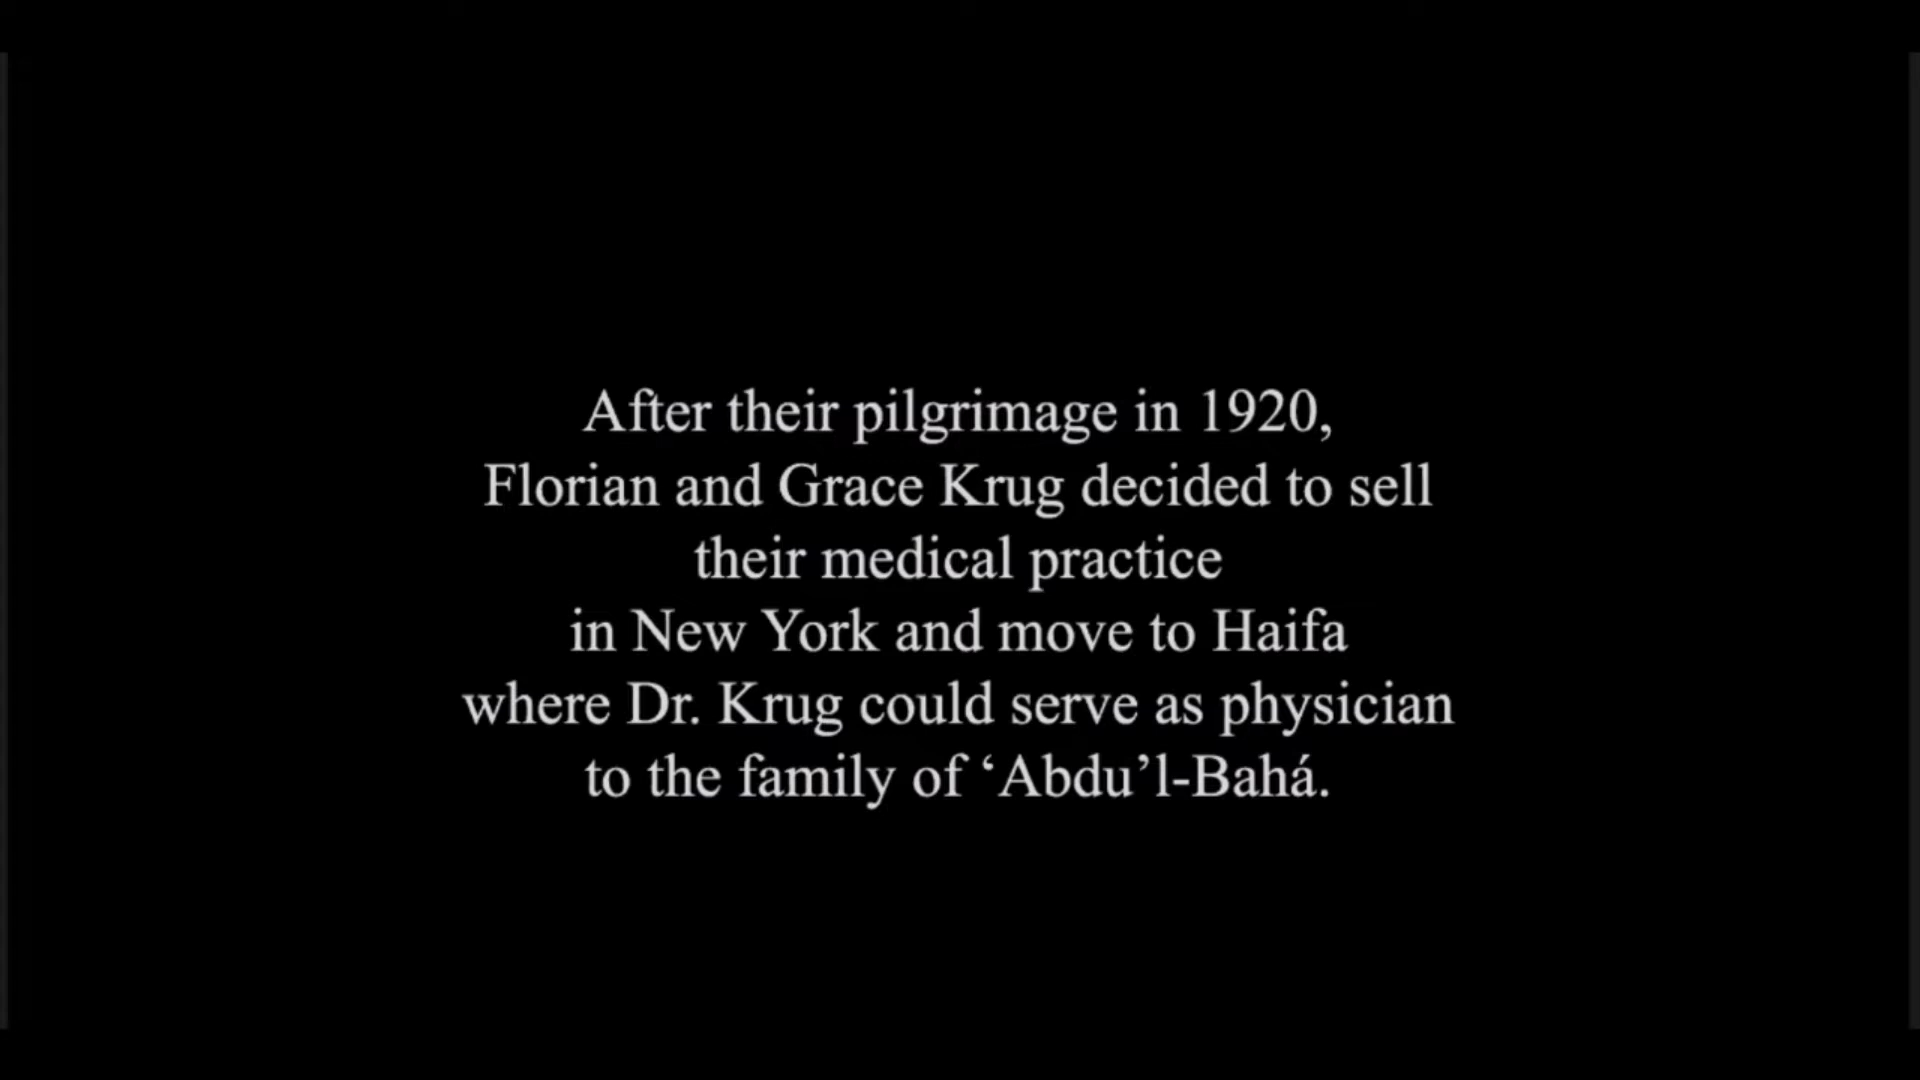 After their pilgrimage in 1920,
Florian and Grace Krug decided to sell
their medical practice
in New York and move to Haifa
where Dr. Krug could serve as physician
to the family of ‘Abdu’l-Bahá.